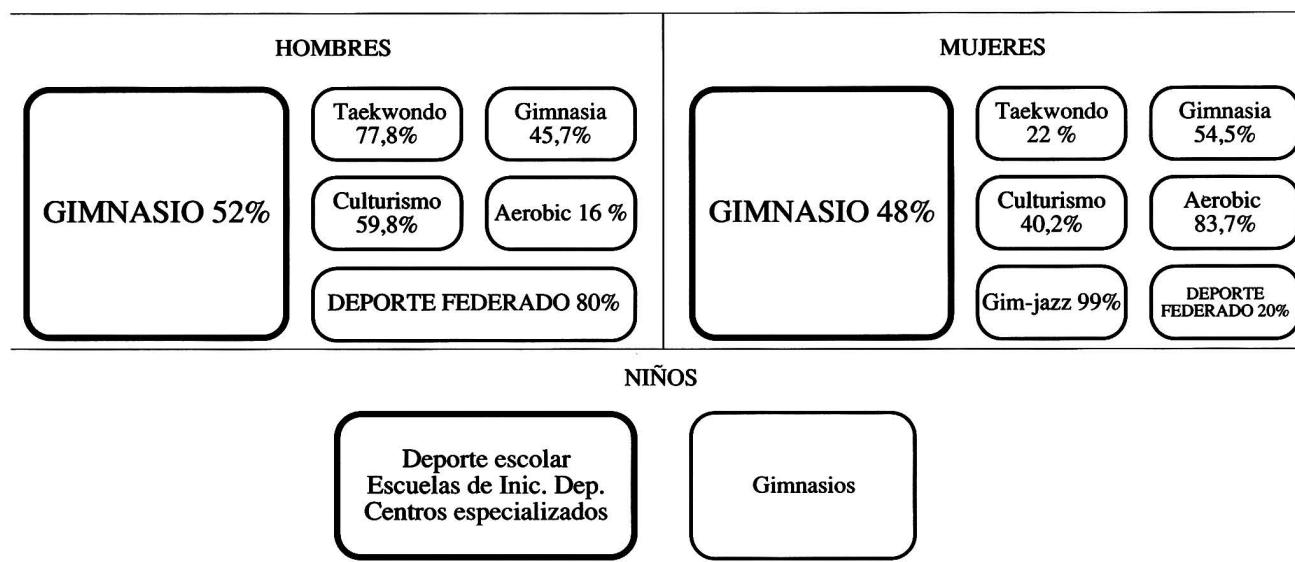 HOMBRES
GIMNASIO 52%
Taekwondo
77,8%
Gimnasia
45,7%
Culturismo
59,8%
Aerobic 16 %
DEPORTE FEDERADO 80%
MUJERES
GIMNASIO 48%
Taekwondo
22 %
Gimnasia
54,5%
Culturismo
40,2%
Aerobic
83,7%
Gim-jazz 99%
DEPORTE
FEDERADO 20%
NIÑOS
Deporte escolar
Escuelas de Inic. Dep.
Centros especializados
Gimnasios